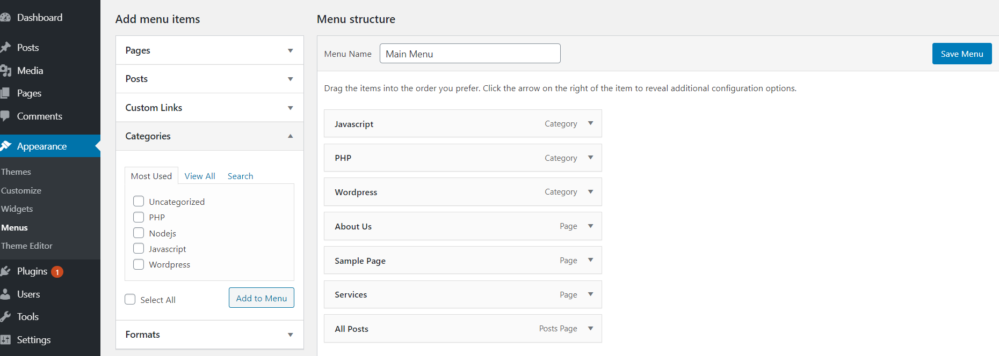 Dashboard
Posts
Media
Pages
Comments
Appearance
Themes
Customize
Widgets
Menus
Theme Editor
Plugins 1
Users
Tools
Settings
Add menu items
Pages
Posts
Custom Links
Categories
Most Used View All Search
Uncategorized
PHP
Nodejs
Javascript
Wordpress
Select All Add to Menu
Formats
Menu structure
Menu Name Main Menu Save Menu
Drag the items into the order you prefer. Click the arrow on the right of the item to reveal additional configuration options.
Javascript Category
PHP Category
Wordpress Category
About Us Page
Sample Page Page
Services Page
All Posts Posts Page